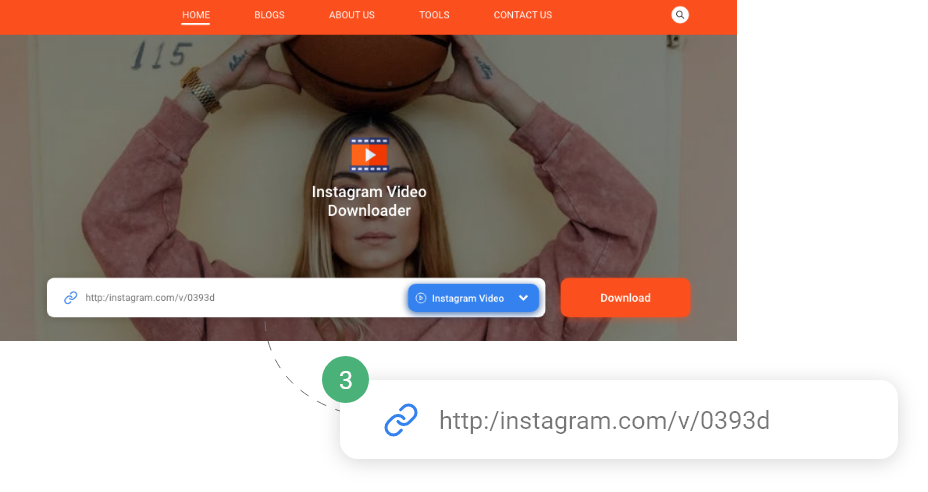 HOME BLOGS ABOUT US TOOLS CONTACT US
115
Instagram Video
Downloader
http:/instagram.com/v/0393d Instagram Video Download
3
http:/instagram.com/v/0393d